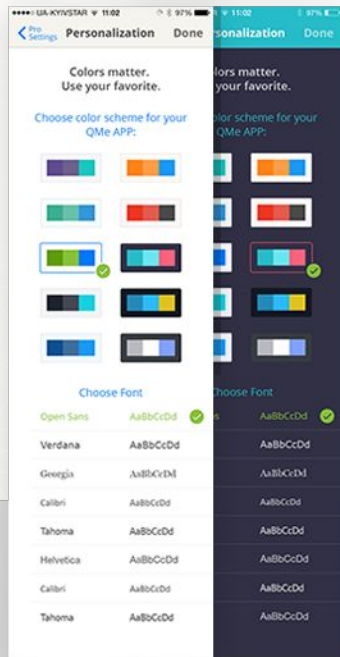 UA-KYIVSTAR 11:02 97%
Pro Settings
Personalization
Done
Colors matter.
Use your favorite.
Choose color scheme for your
QMe APP:
Choose Font
Open Sans AaBbCcDd
Verdana AaBbCcDd
Georgia AaBbCcDd
Calibri AaBbCcDd
Tahoma AaBbCcDd
Helvetica AaBbCcDd
Calibri AaBbCcDd
Tahoma AaBbCcDd
R 11:02 97%
sonalization Done
lors matter.
your favorite.
olor scheme for your
QMe APP:
hoose Font
s AaBbCcDd
AaBbCcDd
AaBbCcDd
AaBbCcDd
AaBbCcDd
AaBbCcDd
AaBbCcDd
AaBbCcDd